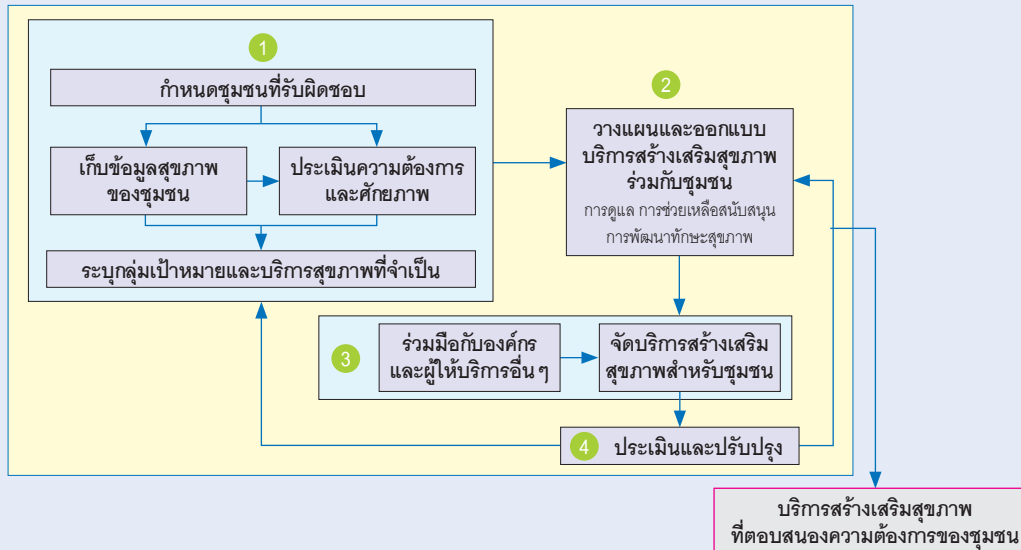 1
กำหนดชุมชนที่รับผิดชอบ
เก็บข้อมูลสุขภาพ
ของชุมชน
ประเมินความต้องการ
และศักยภาพ
ระบุกลุ่มเป้าหมายและบริการสุขภาพที่จำเป็น
2
วางแผนและออกแบบ
บริการสร้างเสริมสุขภาพ
ร่วมกับชุมชน
การดูแล การช่วยเหลือสนับสนุน
การพัฒนาทักษะสุขภาพ
3
ร่วมมือกับองค์กร
และผู้ให้บริการอื่น ๆ
จัดบริการสร้างเสริม
สุขภาพสำหรับชุมชน
4 ประเมินและปรับปรุง
บริการสร้างเสริมสุขภาพ
ที่ตอบสนองความต้องการของชุมชน